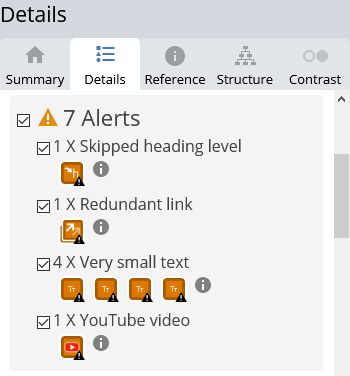 Details
Summary Details Reference Structure Contrast
7 Alerts
1 X Skipped heading level
1 X Redundant link
4 X Very small text
1 X YouTube video